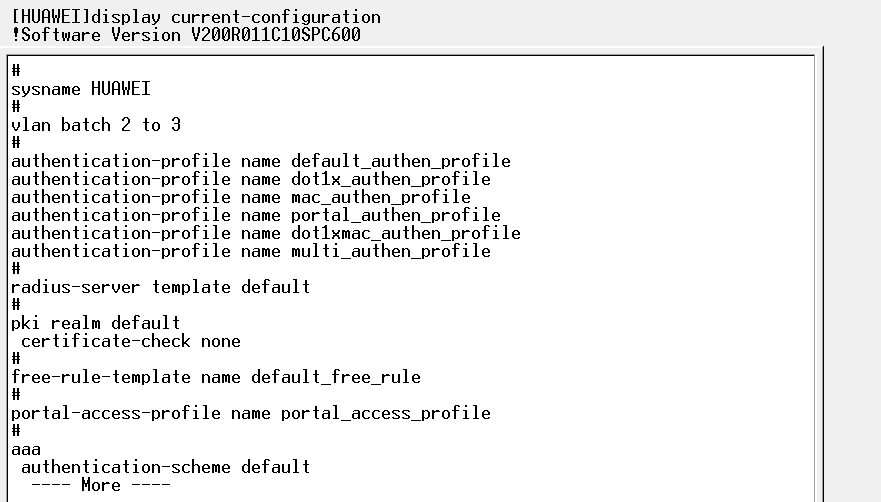 [HUAWEI]display current-configuration
!Software Version V200R011C10SPC600
#
sysname HUAWEI
#
vlan batch 2 to 3
#
authentication-profile name default_authen_profile
authentication-profile name dot1x_authen_profile
authentication-profile name mac_authen_profile
authentication-profile name portal_authen_profile
authentication-profile name dot1xmac_authen_profile
authentication-profile name multi_authen_profile
#
radius-server template default
#
pki realm default
 certificate-check none
#
free-rule-template name default_free_rule
#
portal-access-profile name portal_access_profile
#
aaa
 authentication-scheme default
  ---- More ----